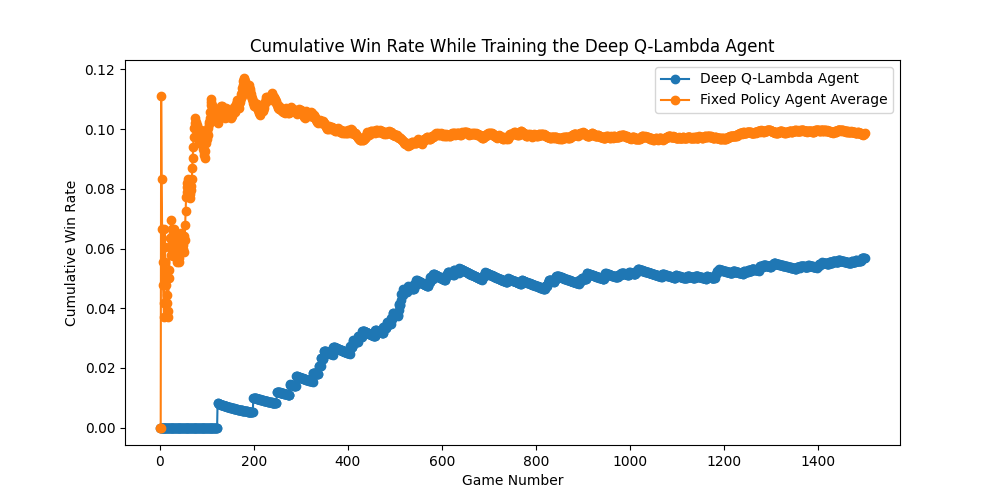 Cumulative Win Rate While Training the Deep Q-Lambda Agent
Deep Q-Lambda Agent
Fixed Policy Agent Average
Cumulative Win Rate
0.12
0.10
0.08
0.06
0.04
0.02
0.00
0 200 400 600 800 1000 1200 1400
Game Number